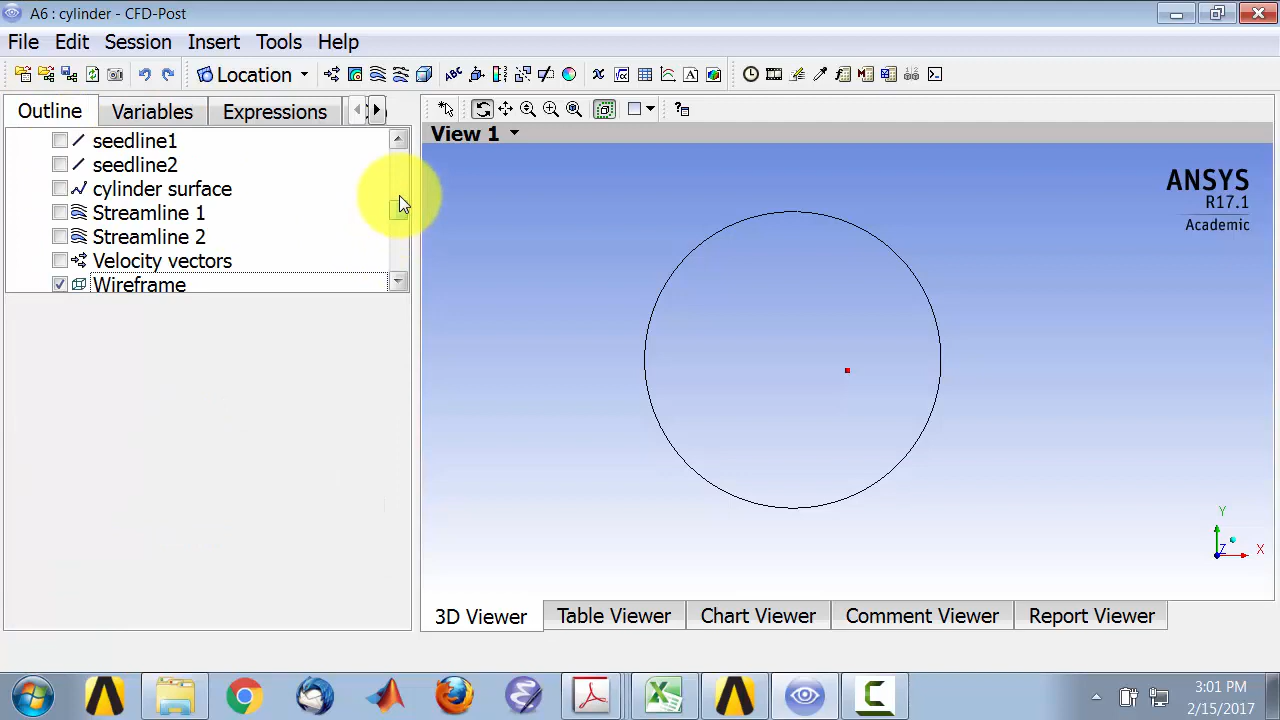 A6 : cylinder - CFD-Post
File Edit Session Insert Tools Help
Location
Outline Variables Expressions
View 1
seedline1
seedline2
cylinder surface
Streamline 1
Streamline 2
Velocity vectors
Wireframe
ANSYS
R17.1
Academic
Y
Z
X
3D Viewer Table Viewer Chart Viewer Comment Viewer Report Viewer
3:01 PM
2/15/2017